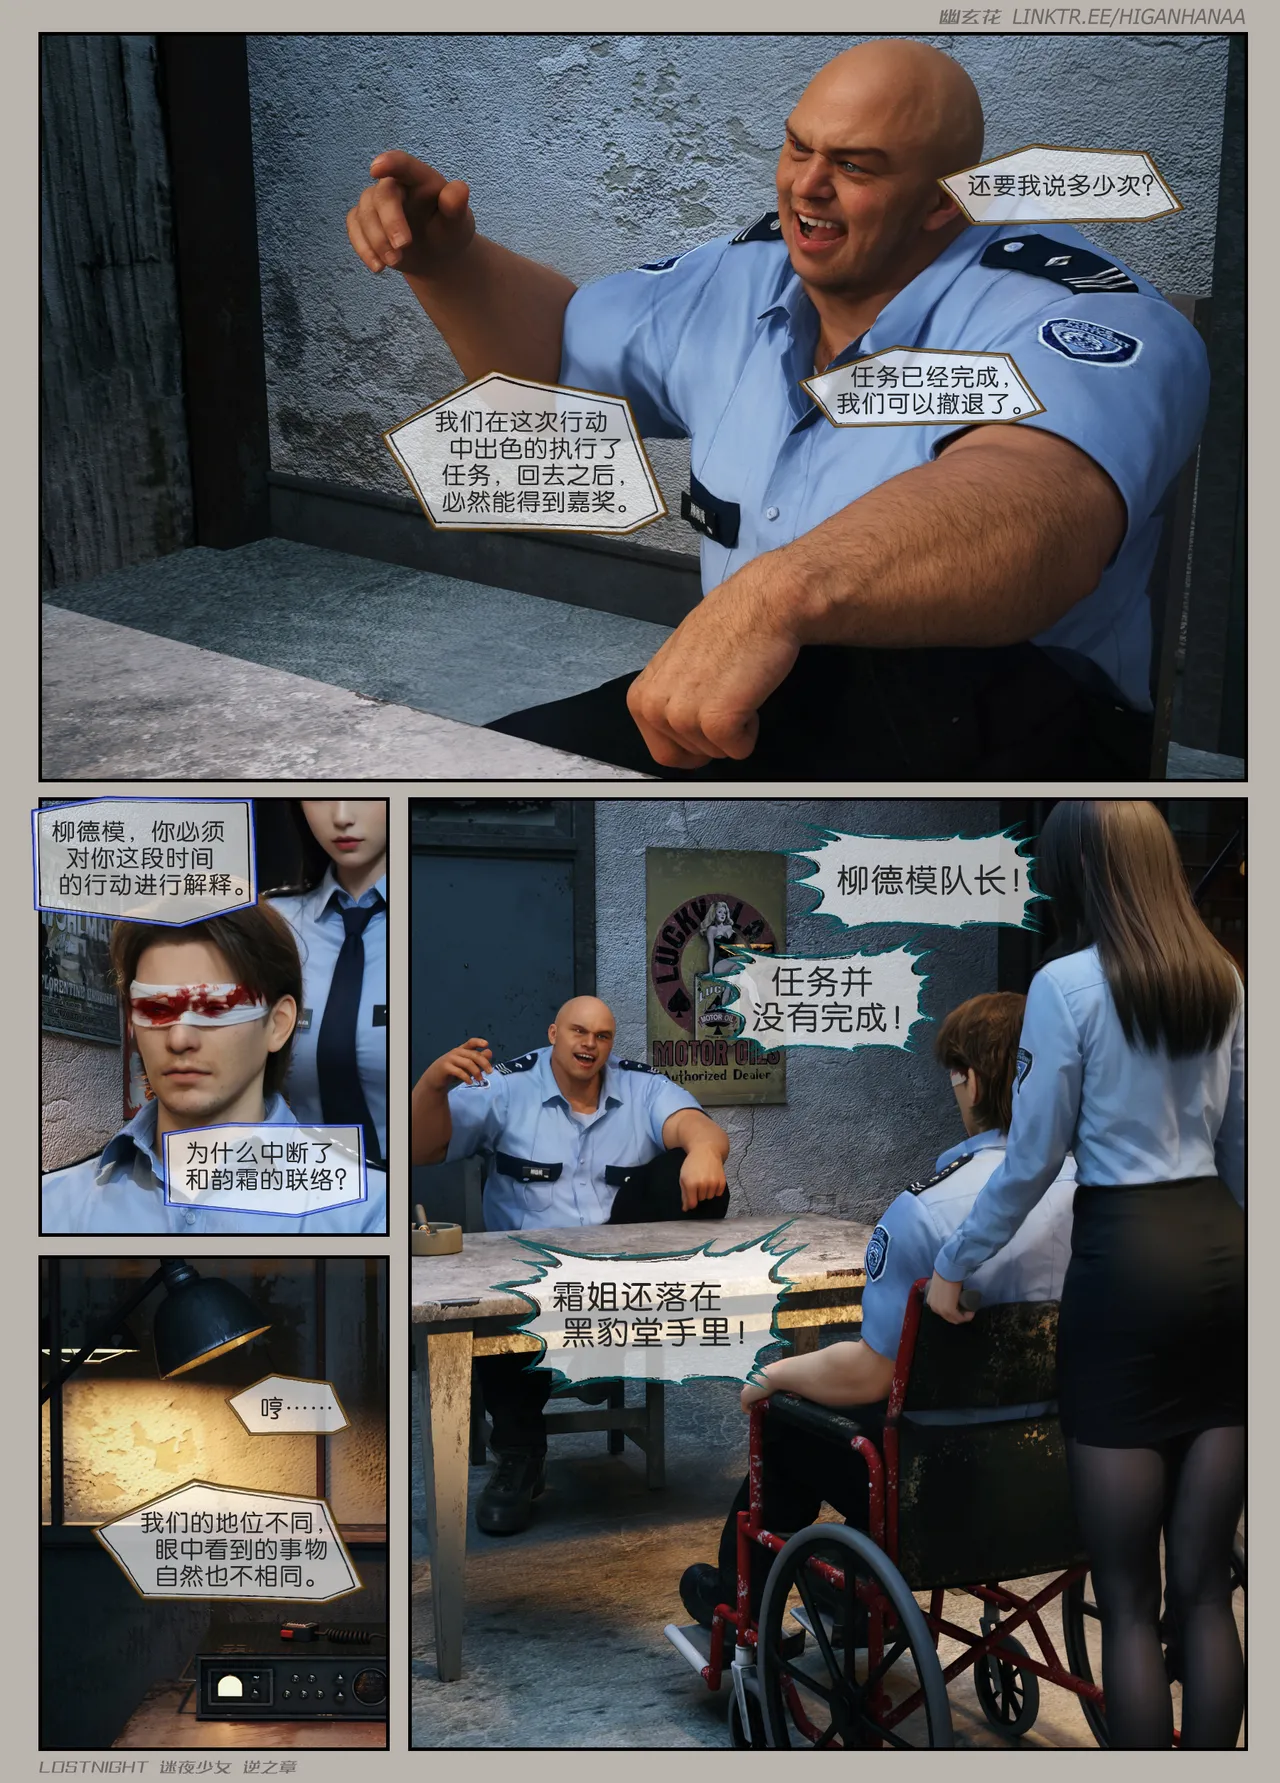 幽玄花 LINKTR.EE/HIGANHANAA
还要我说多少次？
任务已经完成，
我们可以撤退了。
我们在这次行动
中出色的执行了
任务，回去之后，
必然能得到嘉奖。
柳德模，你必须
对你这段时间
的行动进行解释。
为什么中断了
和韵霜的联络？
柳德模队长！
任务并
没有完成！
霜姐还落在
黑豹堂手里！
MOTOR OILS
Authorized Dealer
哼……
我们的地位不同，
眼中看到的事物
自然也不相同。
LOSTNIGHT 迷夜少女 逆之章